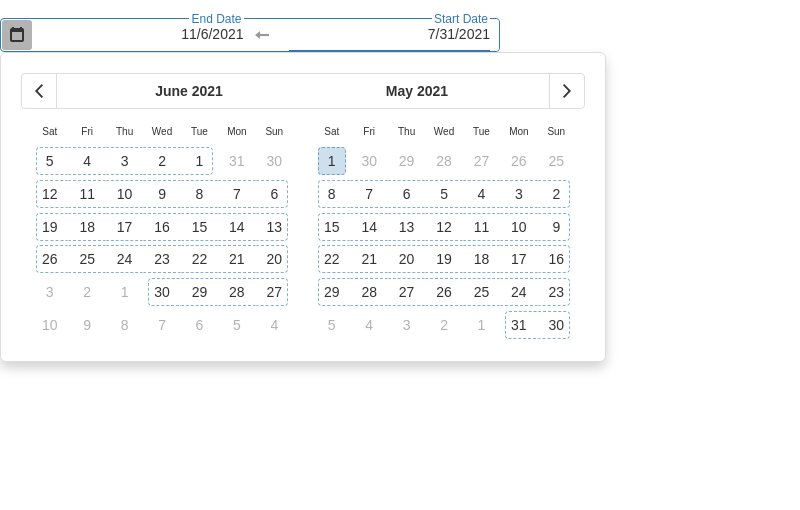 End Date Start Date
11/6/2021 7/31/2021
June 2021 May 2021
Sat Fri Thu Wed Tue Mon Sun Sat Fri Thu Wed Tue Mon Sun
5 4 3 2 1 31 30 1 30 29 28 27 26 25
12 11 10 9 8 7 6 8 7 6 5 4 3 2
19 18 17 16 15 14 13 15 14 13 12 11 10 9
26 25 24 23 22 21 20 22 21 20 19 18 17 16
3 2 1 30 29 28 27 29 28 27 26 25 24 23
10 9 8 7 6 5 4 5 4 3 2 1 31 30